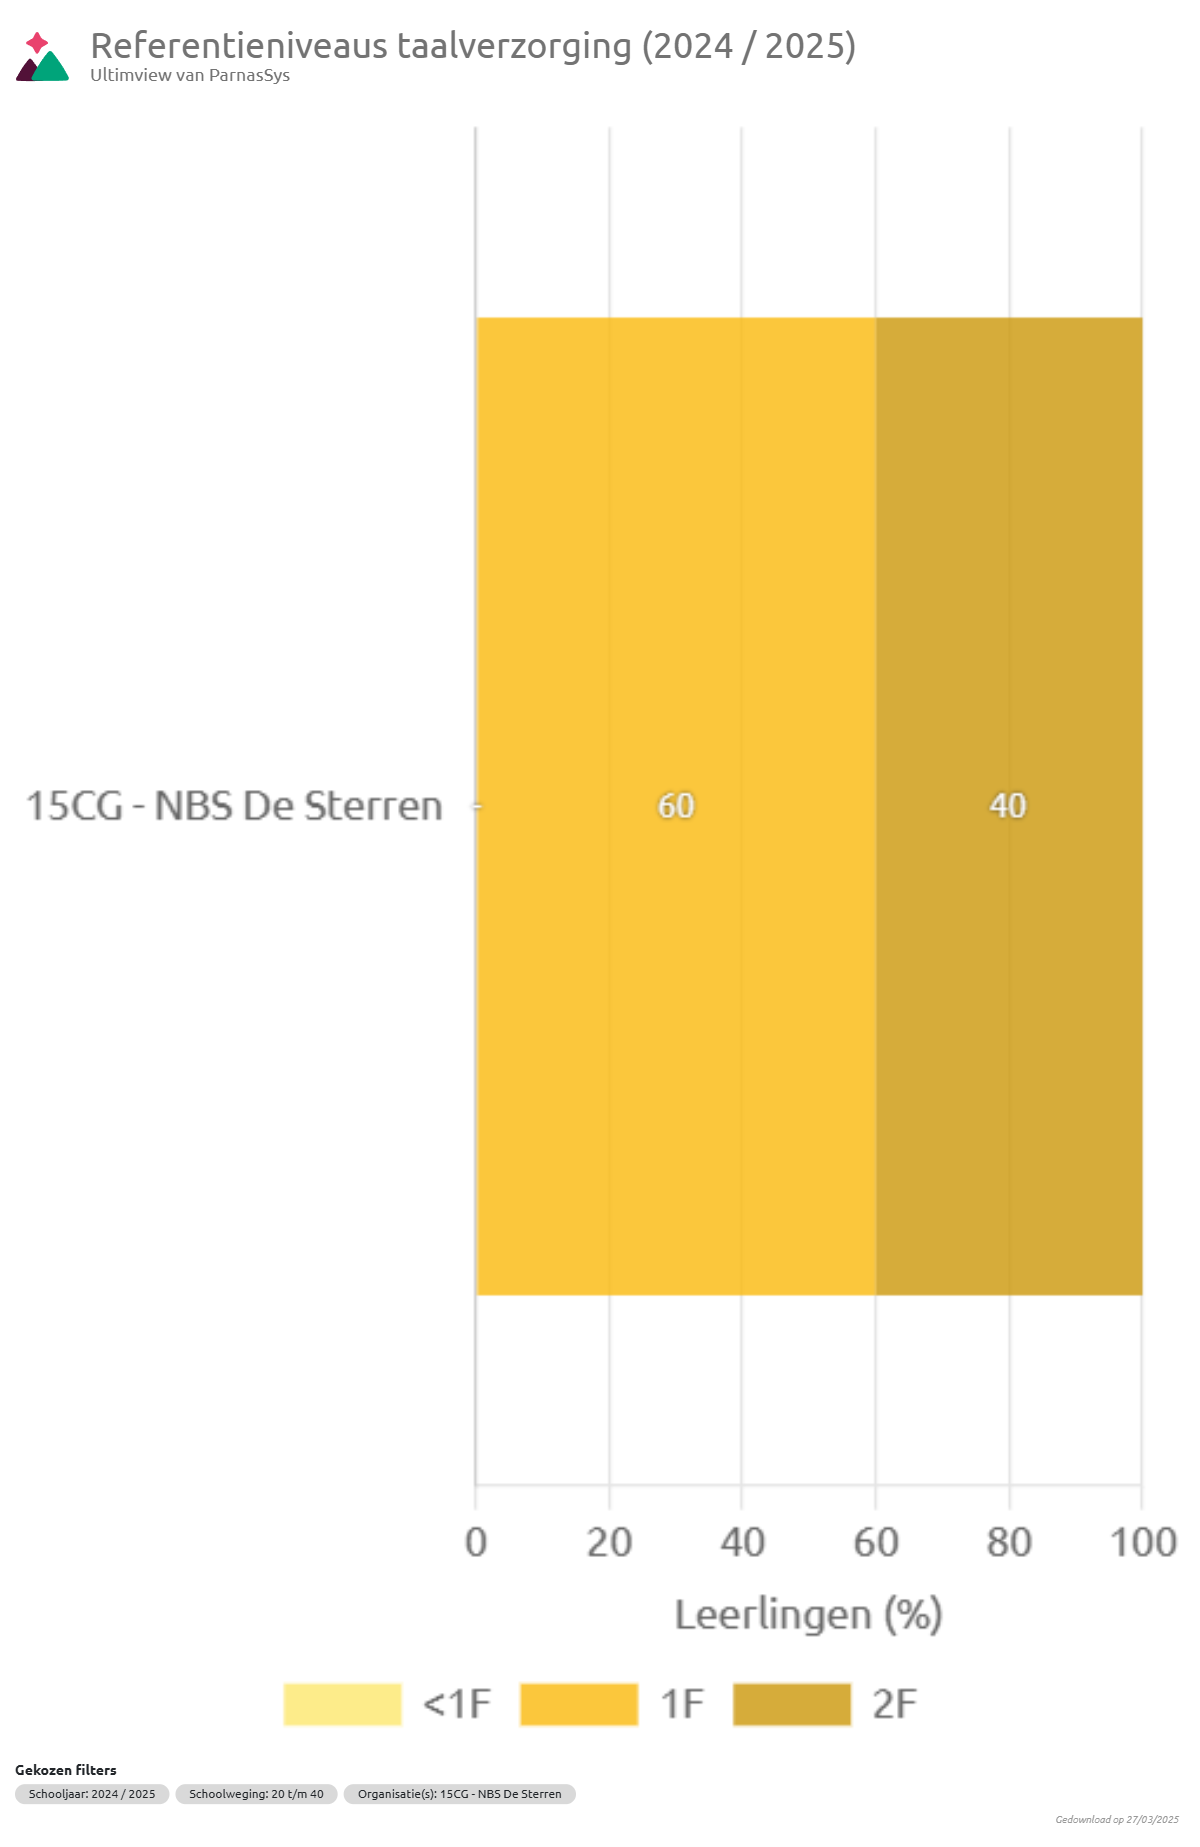 Referentieniveaus taalverzorging (2024 / 2025)
Ultimview van ParnasSys
15CG - NBS De Sterren - 60 40
0 20 40 60 80 100
Leerlingen (%)
<1F 1F 2F
Gekozen filters
Schooljaar: 2024 / 2025 Schoolweging: 20 t/m 40 Organisatie(s): 15CG - NBS De Sterren
Gedownload op 27/03/2025